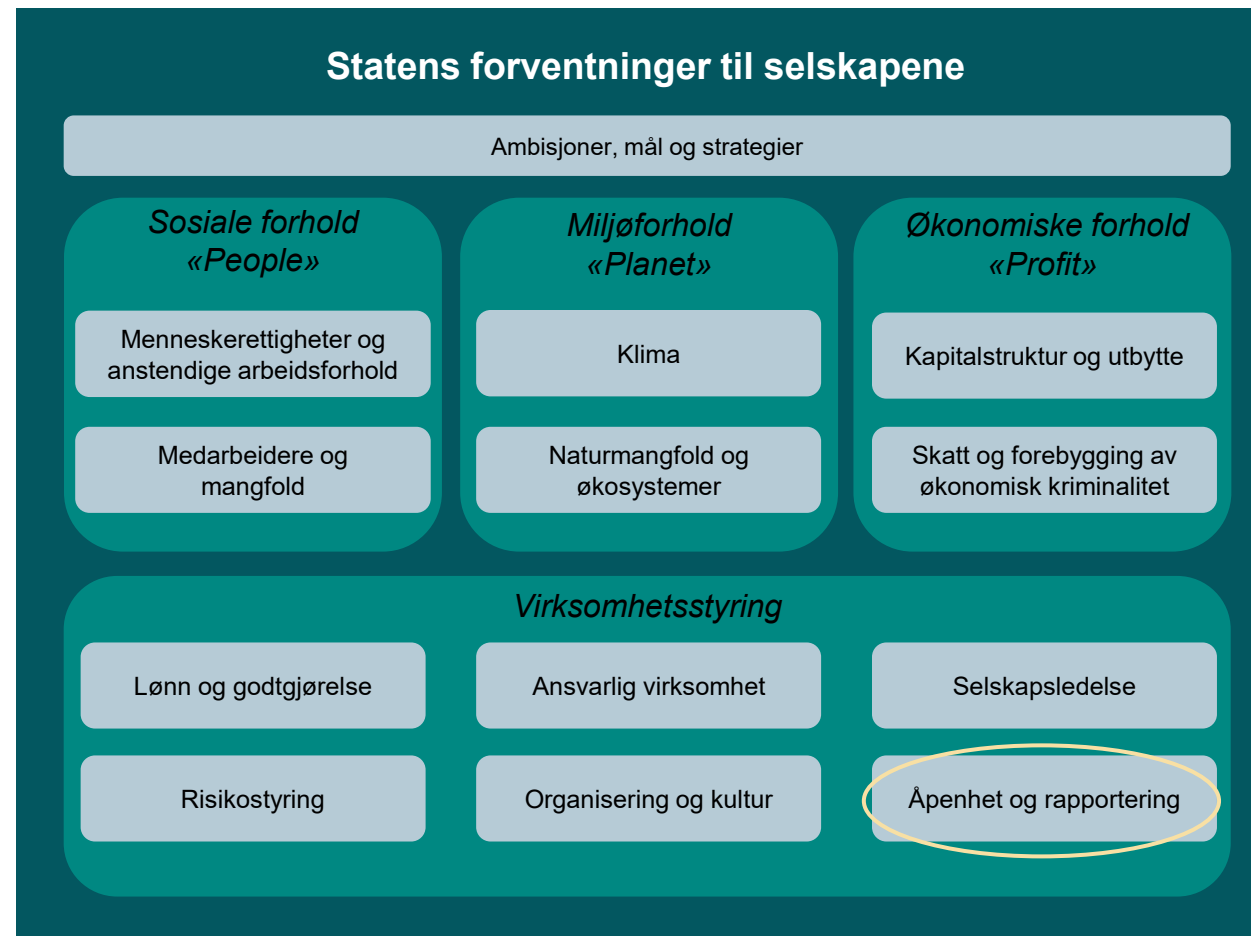 Statens forventninger til selskapene
Ambisjoner, mål og strategier
Sosiale forhold
«People»
Menneskerettigheter og
anstendige arbeidsforhold
Medarbeidere og
mangfold
Miljøforhold
«Planet»
Klima
Naturmangfold og
økosystemer
Økonomiske forhold
«Profit»
Kapitalstruktur og utbytte
Skatt og forebygging av
økonomisk kriminalitet
Virksomhetsstyring
Lønn og godtgjørelse
Ansvarlig virksomhet
Selskapsledelse
Risikostyring
Organisering og kultur
Åpenhet og rapportering